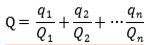 Q = q₁/Q₁ + q₂/Q₂ + ⋯ qₙ/Qₙ